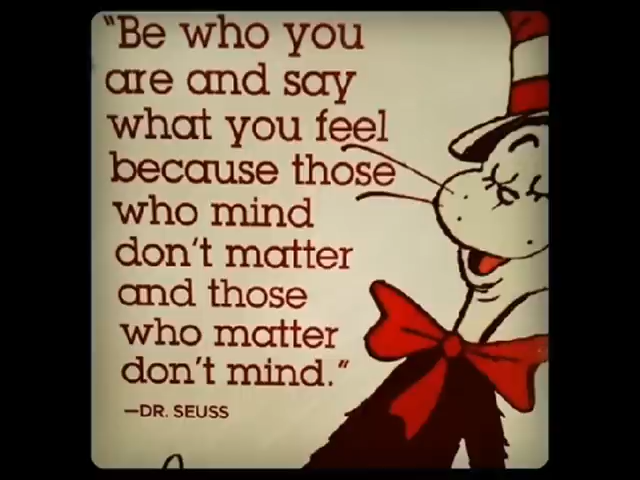 "Be who you
are and say
what you feel
because those
who mind
don't matter
and those
who matter
don't mind."
—DR. SEUSS